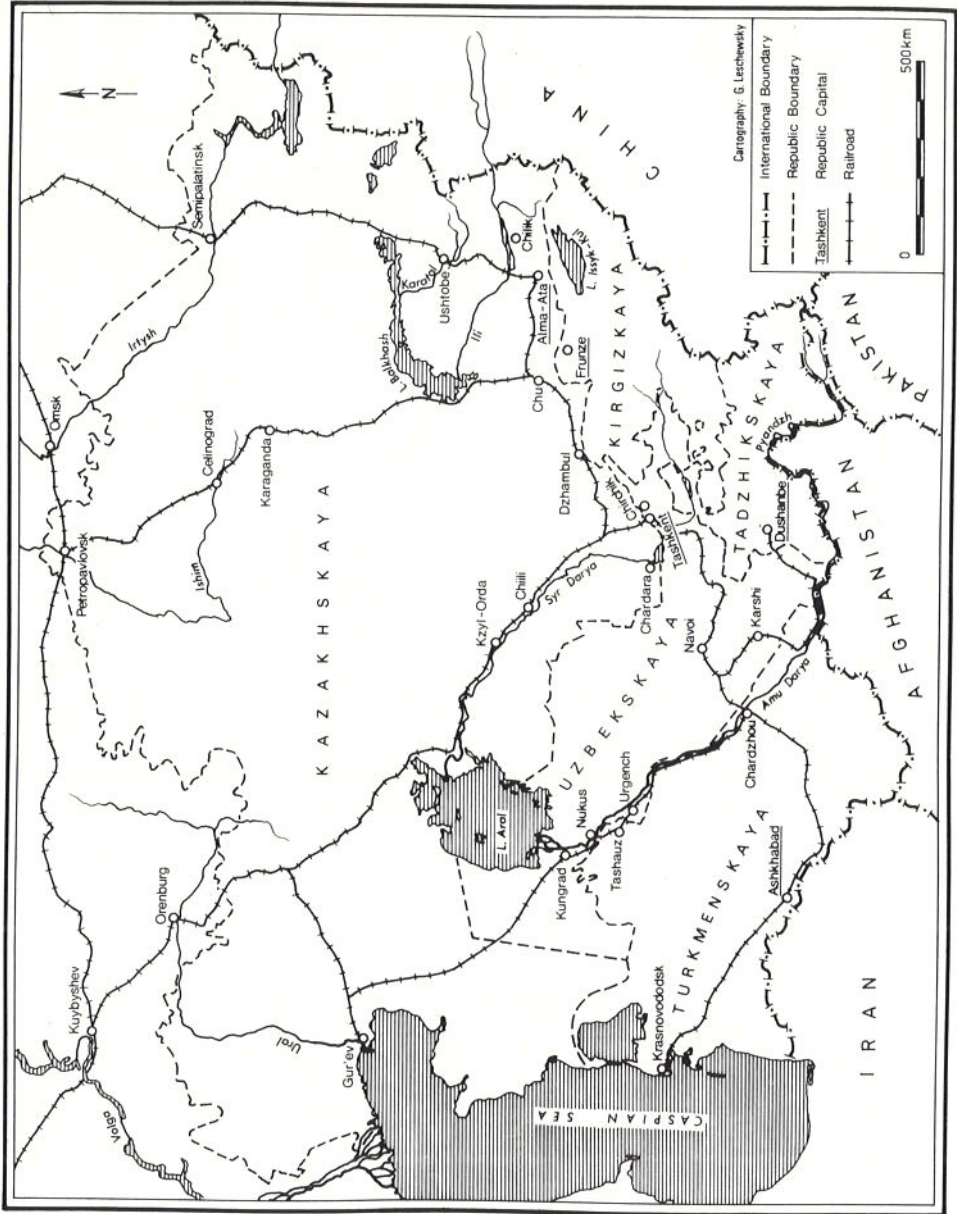 N
Omsk
Petropavlovsk
Semipalatinsk
Irtysh
Kuybyshev
Volga
Orenburg
Celinograd
Ishim
Karaganda
KAZAKHSKAYA
Ural
Gur'ev
L. Balkhash
Karatal
Ushtobe
Ili
Chilik
CHINA
Kzyl-Orda
Chiili
Syr Darya
Chu
Alma-Ata
L. Issyk-Kul
Frunze
Dzhambul
KIRGIZKAYA
L. Aral
Chirchik
Tashkent
Chardara
UZBEKSKAYA
Kungrad
Nukus
Tashauz
Urgench
Navoi
Karshi
TADZHIKSKAYA
Dushanbe
Pyandzh
CASPIAN SEA
Krasnovododsk
TURKMENSKAYA
Chardzhou
Amu Darya
Ashkhabad
IRAN
AFGHANISTAN
PAKISTAN
Cartography: G. Leschewsky
International Boundary
Republic Boundary
Tashkent Republic Capital
Railroad
0 500km